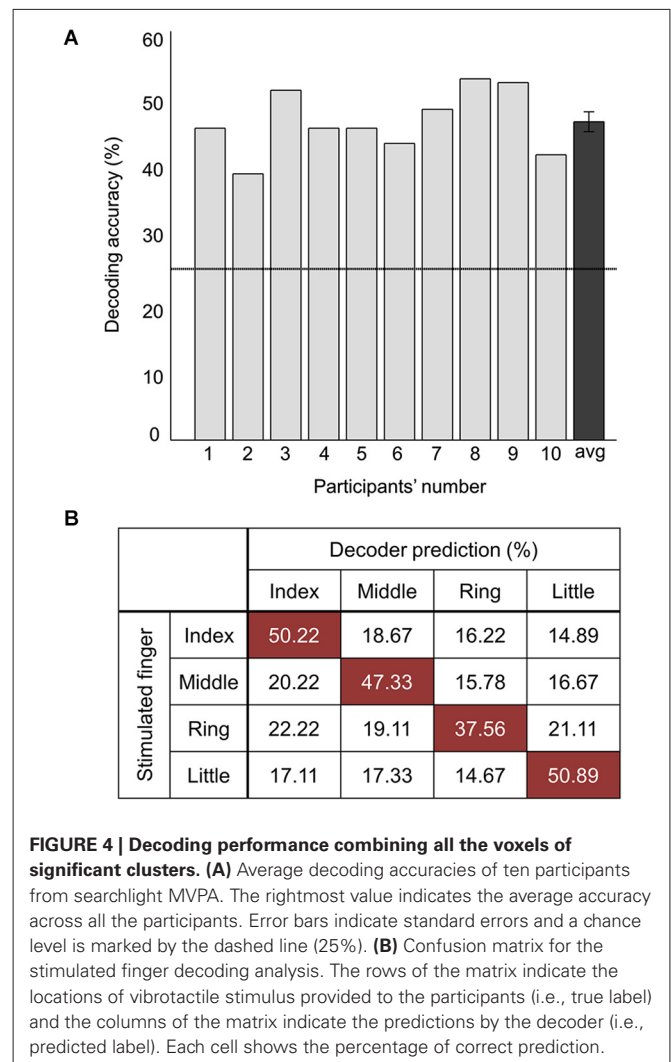 A
60
50
40
30
20
10
0
Decoding accuracy (%)
1 2 3 4 5 6 7 8 9 10 avg
Participants' number
B
Decoder prediction (%)
Index Middle Ring Little
Stimulated finger
Index 50.22 18.67 16.22 14.89
Middle 20.22 47.33 15.78 16.67
Ring 22.22 19.11 37.56 21.11
Little 17.11 17.33 14.67 50.89
FIGURE 4 | Decoding performance combining all the voxels of
significant clusters. (A) Average decoding accuracies of ten participants
from searchlight MVPA. The rightmost value indicates the average accuracy
across all the participants. Error bars indicate standard errors and a chance
level is marked by the dashed line (25%). (B) Confusion matrix for the
stimulated finger decoding analysis. The rows of the matrix indicate the
locations of vibrotactile stimulus provided to the participants (i.e., true label)
and the columns of the matrix indicate the predictions by the decoder (i.e.,
predicted label). Each cell shows the percentage of correct prediction.